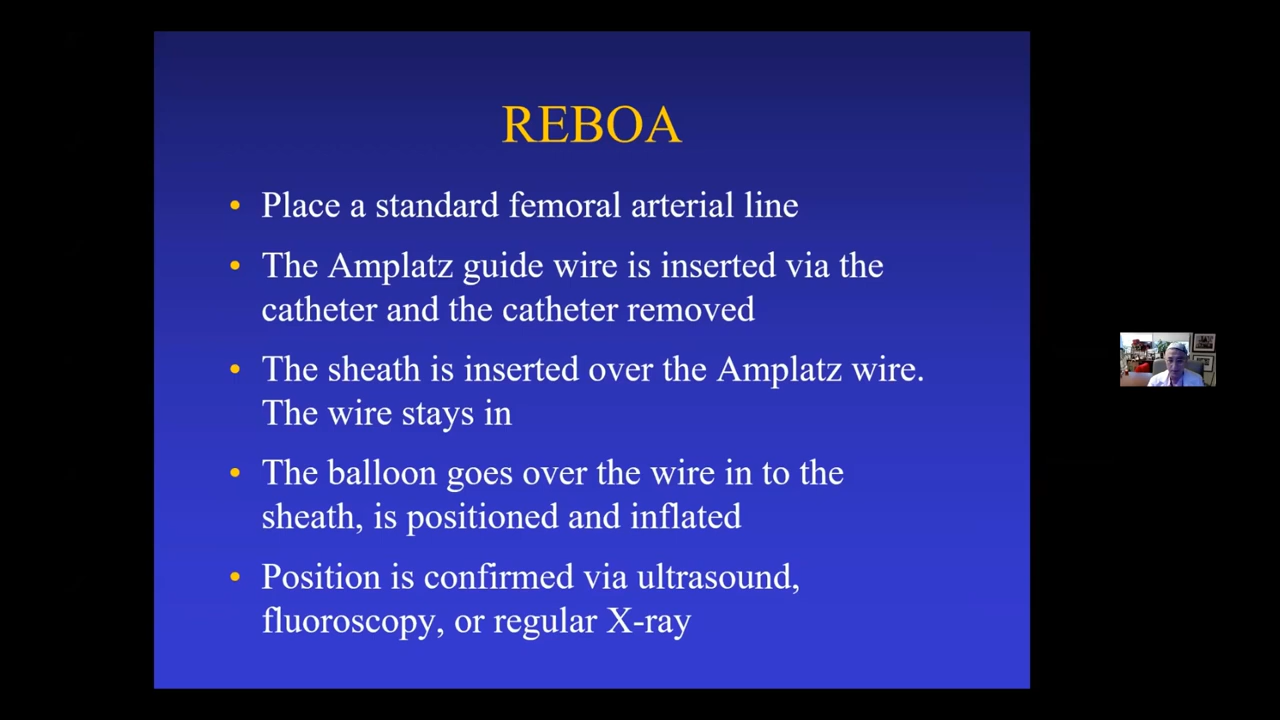 REBOA
• Place a standard femoral arterial line
• The Amplatz guide wire is inserted via the
catheter and the catheter removed
• The sheath is inserted over the Amplatz wire.
The wire stays in
• The balloon goes over the wire in to the
sheath, is positioned and inflated
• Position is confirmed via ultrasound,
fluoroscopy, or regular X-ray